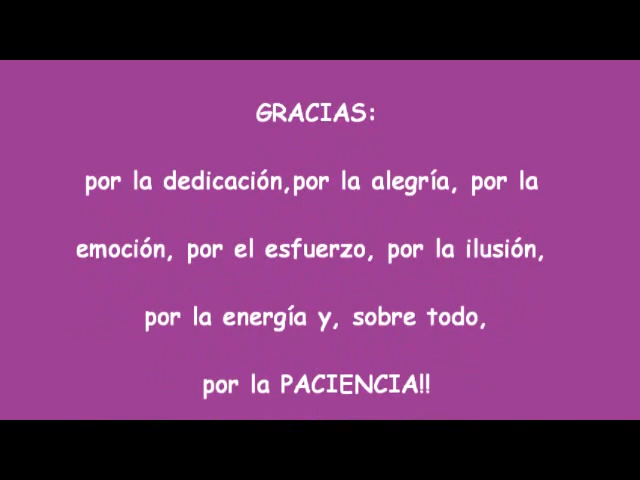 GRACIAS:
por la dedicación,por la alegría, por la
emoción, por el esfuerzo, por la ilusión,
por la energía y, sobre todo,
por la PACIENCIA!!